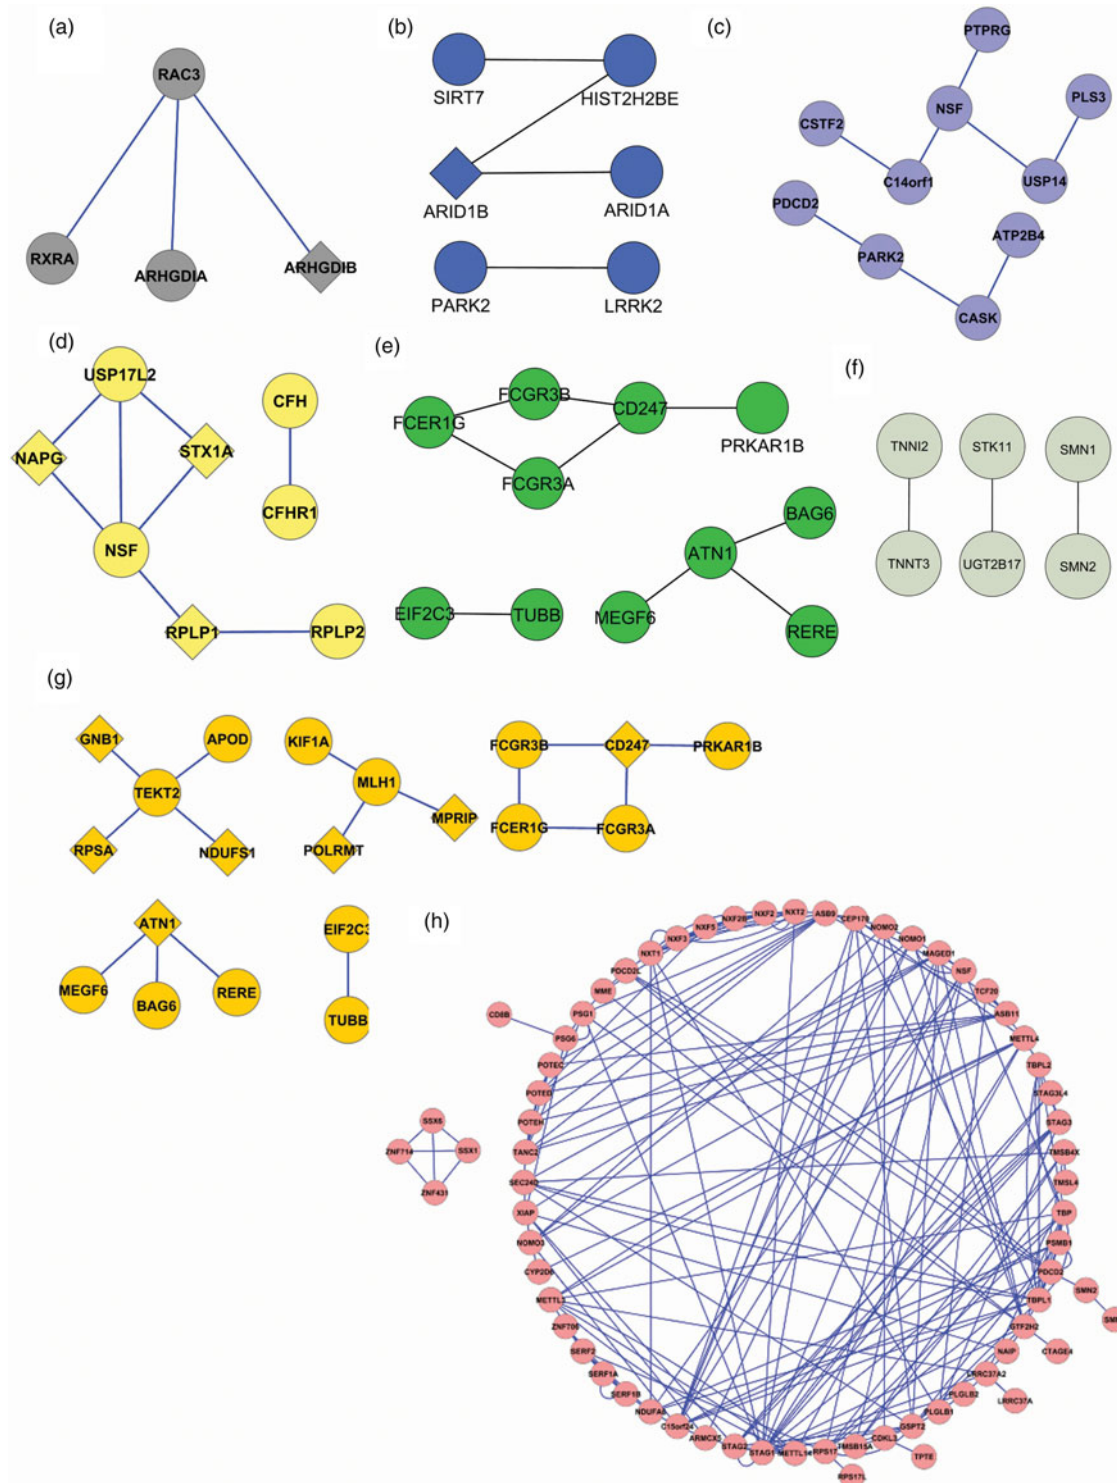 (a)
RAC3
RXRA
ARHGDIA
ARHGDIB
(b)
SIRT7
HIST2H2BE
ARID1B
ARID1A
PARK2
LRRK2
(c)
PTPRG
PLS3
NSF
CSTF2
C14orf1
USP14
PDCD2
ATP2B4
PARK2
CASK
(d)
USP17L2
CFH
NAPG
STX1A
CFHR1
NSF
RPLP1
RPLP2
(e)
FCGR3B
FCER1G
CD247
PRKAR1B
FCGR3A
BAG6
ATN1
EIF2C3
TUBB
MEGF6
RERE
(f)
TNNI2
STK11
SMN1
TNNT3
UGT2B17
SMN2
(g)
GNB1
APOD
TEKT2
RPSA
NDUFS1
KIF1A
MLH1
MPRIP
POLRMT
FCGR3B
CD247
PRKAR1B
FCER1G
FCGR3A
ATN1
MEGF6
BAG6
RERE
EIF2C3
TUBB
(h)
NXF2
NXT2
ASB9
CEP170
NOMO2
NOMO1
MAGED1
NSF
TCF20
ASB11
METTL4
TBPL2
STAG3L4
STAG3
TMSB4X
TMSL4
TBP
PSMB1
PDCD2
SMN2
TBPL1
GTF2H2
CTAGE4
NAIP
LRRC37A2
LRRC37A
PLGLB2
PLGLB1
GSPT2
TPTE
CDKL3
TMSB15A
RPS17
RPS17L
METTL14
STAG1
STAG2
ARMCX5
C15orf24
NDUFA5
SERF1B
SERF1A
SERF2
ZNF706
METTL3
CYP2D6
NOMO3
XIAP
SEC24D
TANC2
POTEH
POTED
POTEC
PSG6
CD8B
PSG1
MME
PDCD2L
NXT1
NXF3
NXF5
NXF2B
SSX6
ZNF714
SSX1
ZNF431